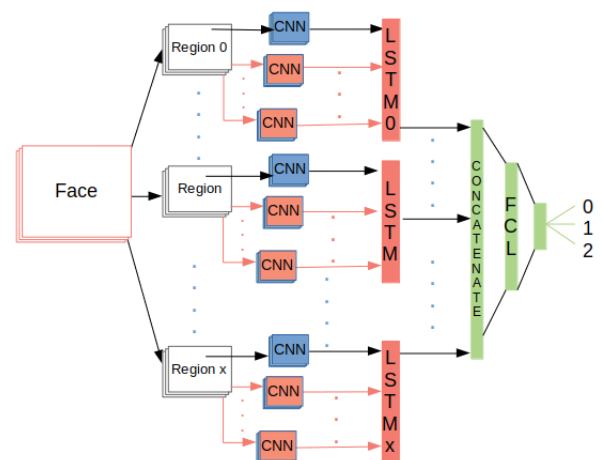 Face
Region 0
CNN
CNN
CNN
LSTM0
Region
CNN
CNN
CNN
LSTM
Region x
CNN
CNN
CNN
LSTMx
CONCATENATE
FCL
0
1
2